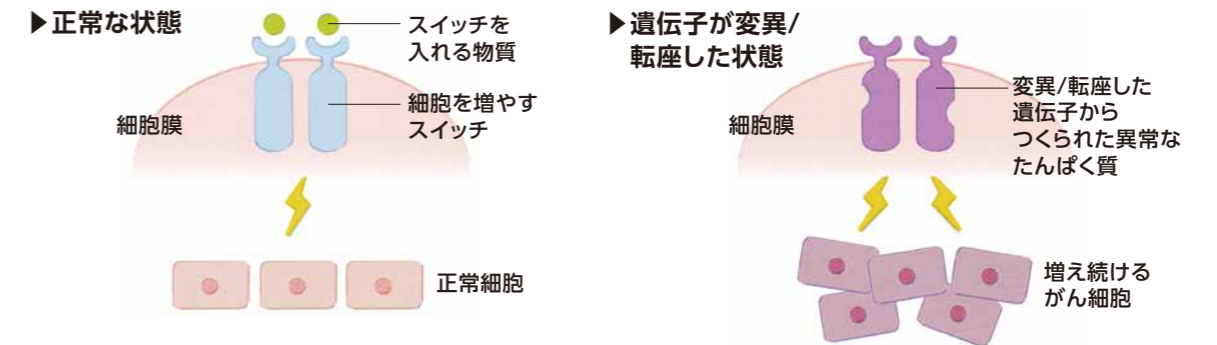 ▶正常な状態
スイッチを
入れる物質
細胞を増やす
スイッチ
細胞膜
正常細胞
▶遺伝子が変異/
転座した状態
変異/転座した
遺伝子から
つくられた異常な
たんぱく質
細胞膜
増え続ける
がん細胞